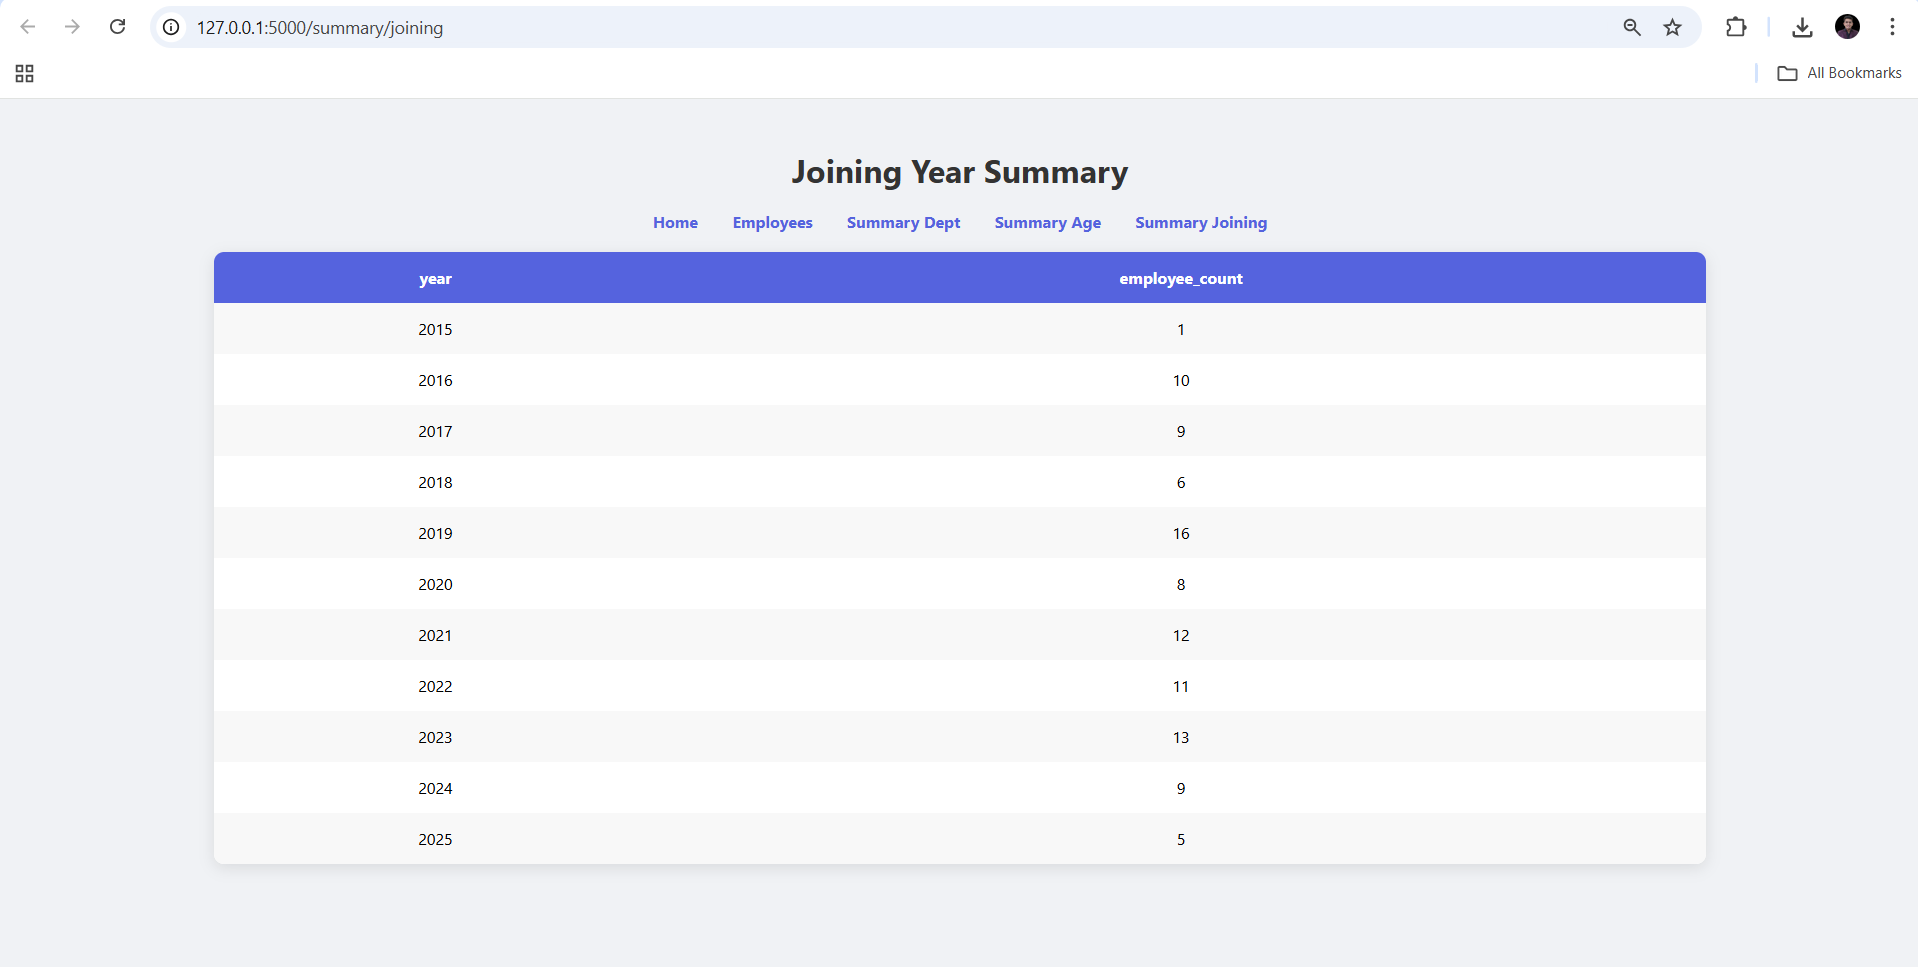 127.0.0.1:5000/summary/joining
All Bookmarks
Joining Year Summary
Home Employees Summary Dept Summary Age Summary Joining
year employee_count
2015 1
2016 10
2017 9
2018 6
2019 16
2020 8
2021 12
2022 11
2023 13
2024 9
2025 5